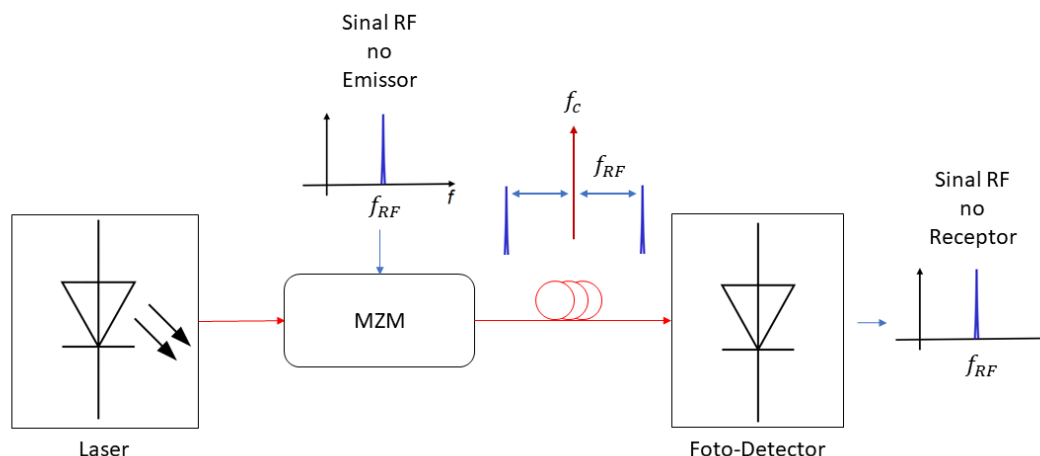 Sinal RF
no
Emissor
f_RF
f
f_c
f_RF
Sinal RF
no
Receptor
f_RF
MZM
Laser
Foto-Detector